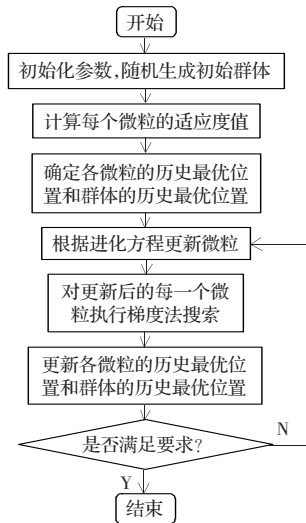 开始
初始化参数,随机生成初始群体
计算每个微粒的适应度值
确定各微粒的历史最优位
置和群体的历史最优位置
根据进化方程更新微粒
对更新后的每一个微
粒执行梯度法搜索
更新各微粒的历史最优位
置和群体的历史最优位置
是否满足要求?
N
Y
结束